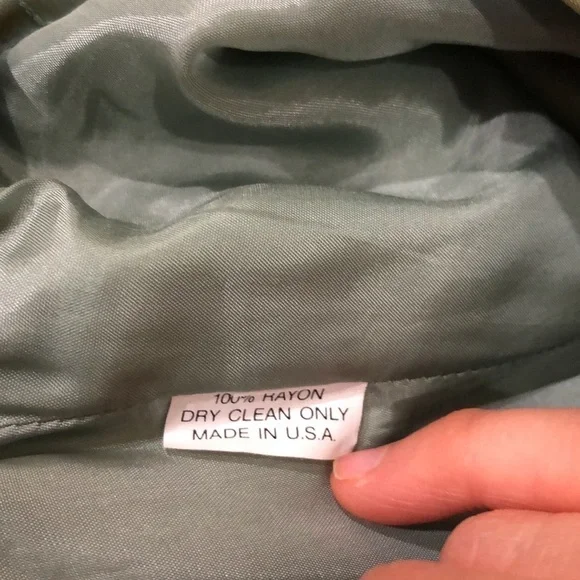 100% RAYON
DRY CLEAN ONLY
MADE IN U.S.A.